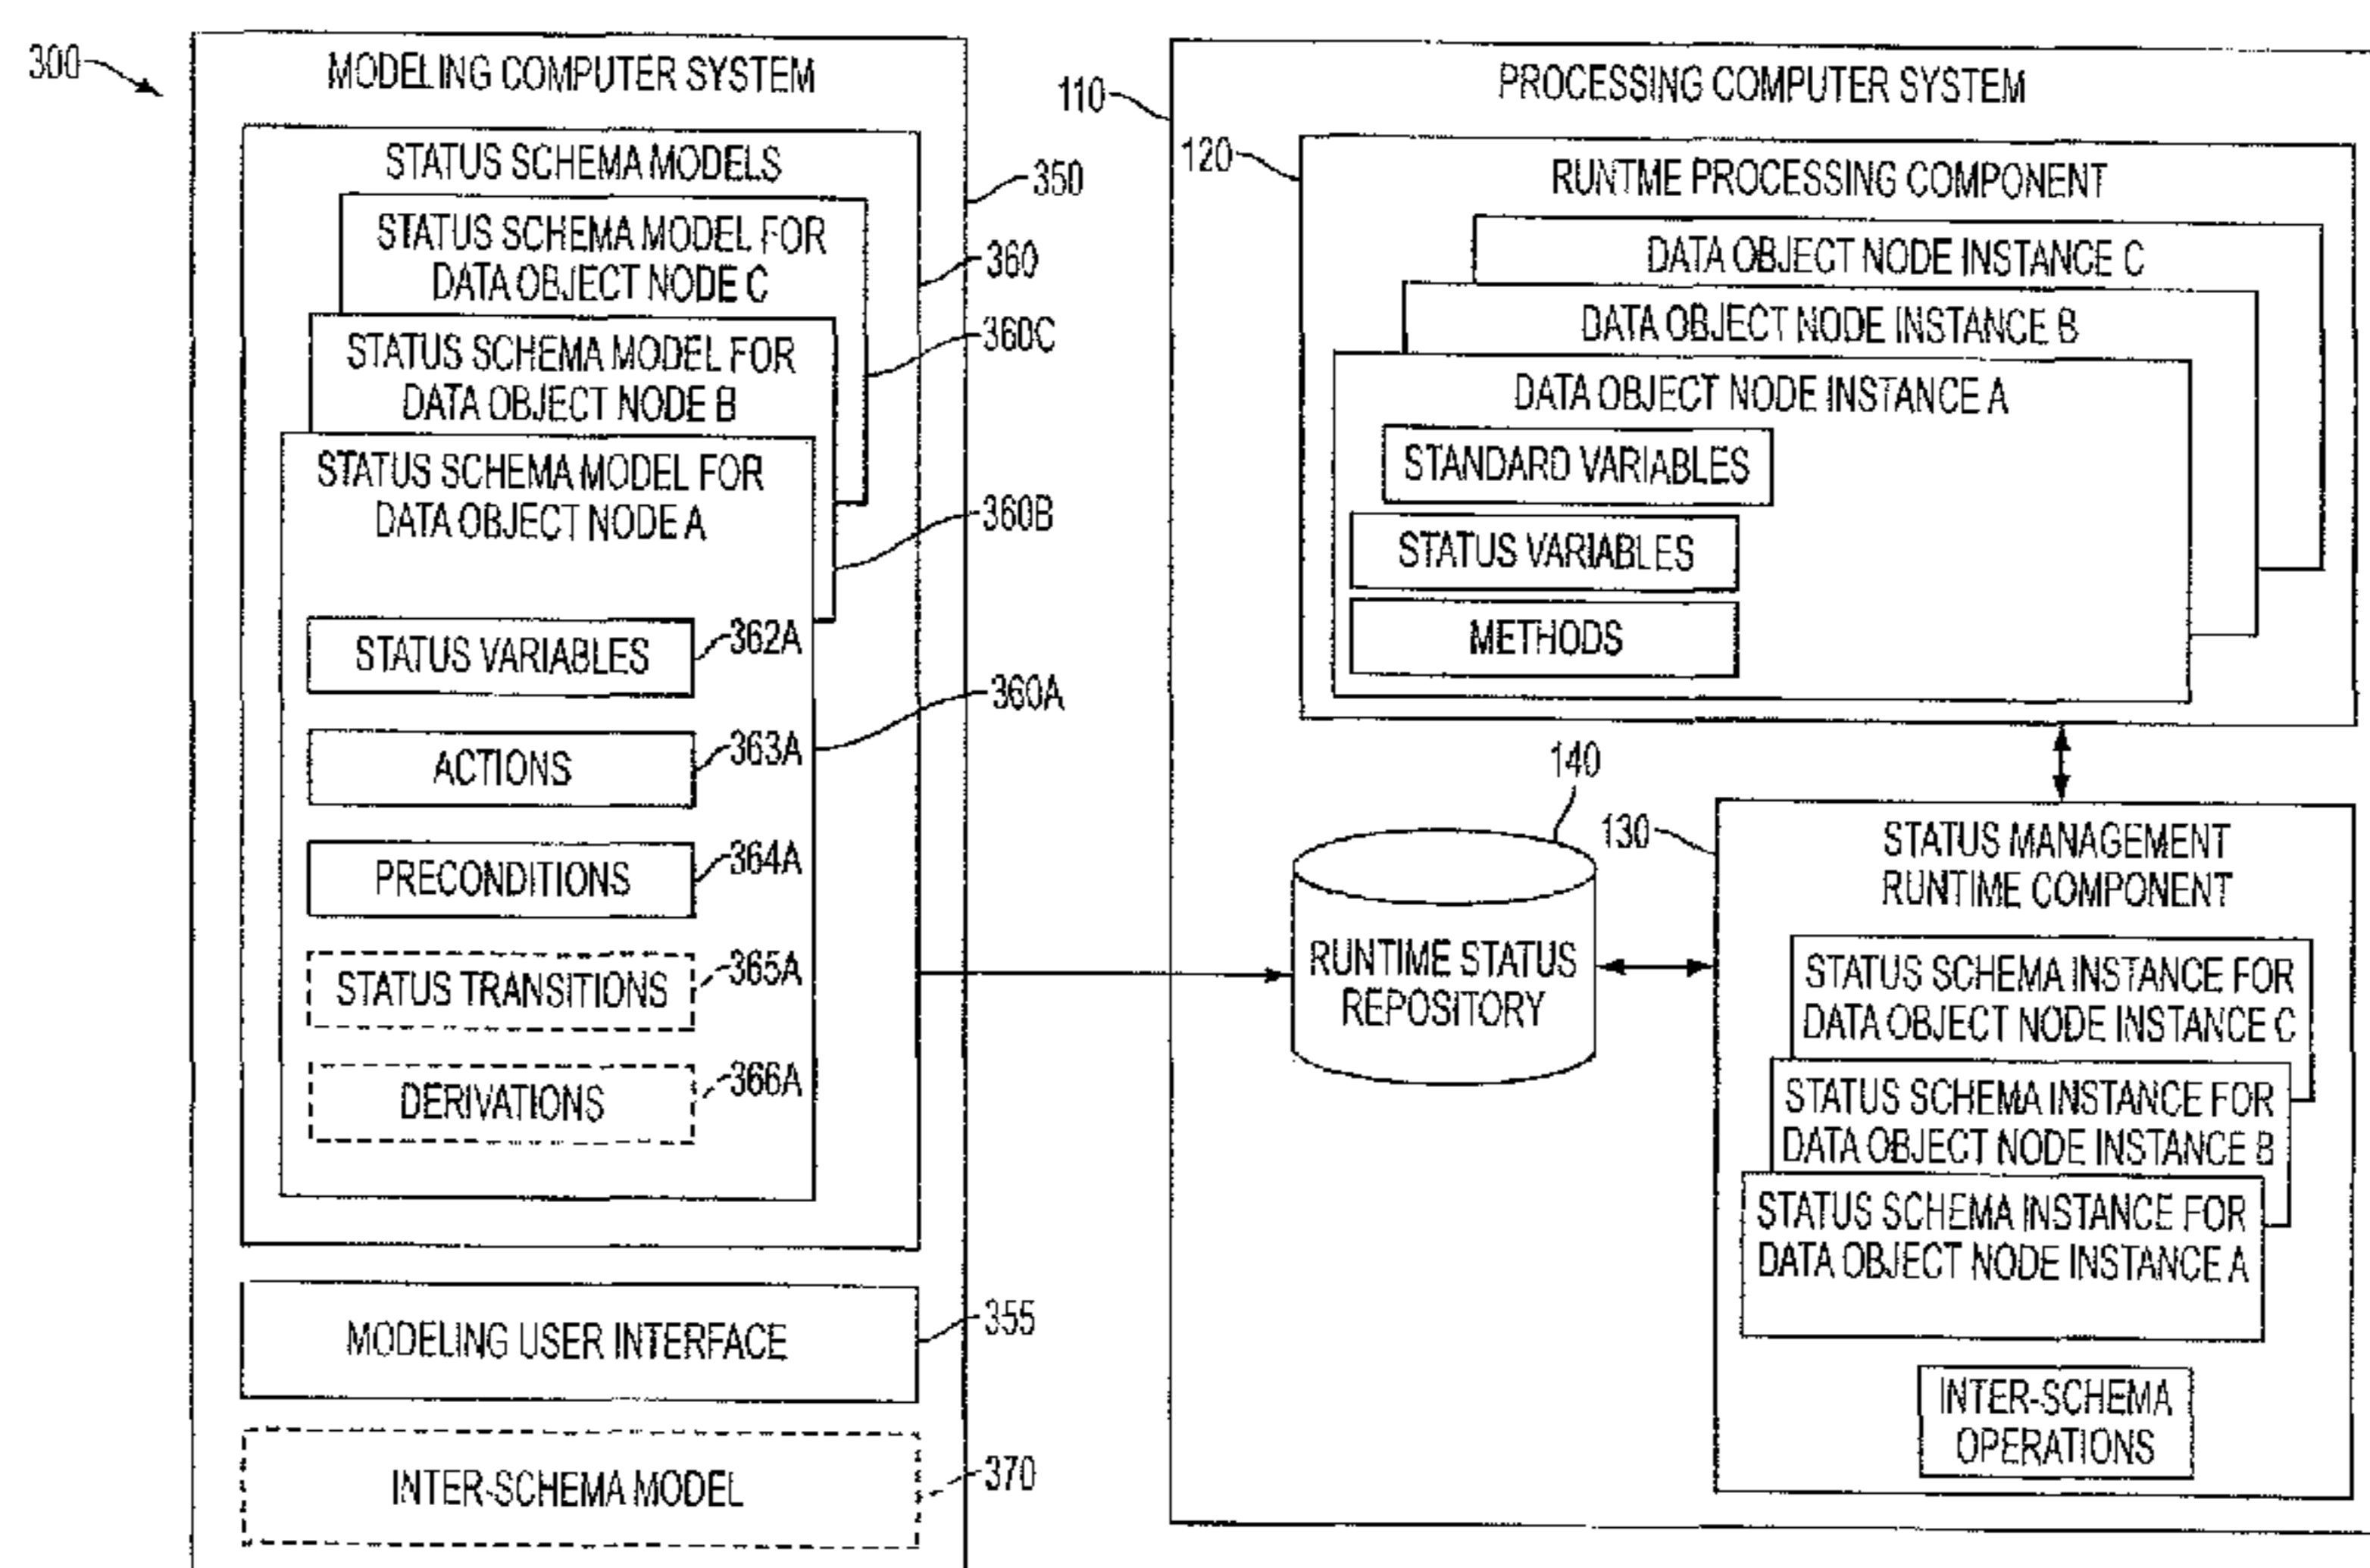 300
MODELING COMPUTER SYSTEM
STATUS SCHEMA MODELS
350
STATUS SCHEMA MODEL FOR
DATA OBJECT NODE C
360
STATUS SCHEMA MODEL FOR
DATA OBJECT NODE B
360C
STATUS SCHEMA MODEL FOR
DATA OBJECT NODE A
360B
STATUS VARIABLES
362A
360A
ACTIONS
363A
PRECONDITIONS
364A
STATUS TRANSITIONS
365A
DERIVATIONS
366A
MODELING USER INTERFACE
355
INTER-SCHEMA MODEL
370
110
PROCESSING COMPUTER SYSTEM
120
RUNTME PROCESSING COMPONENT
DATA OBJECT NODE INSTANCE C
DATA OBJECT NODE INSTANCE B
DATA OBJECT NODE INSTANCE A
STANDARD VARIABLES
STATUS VARIABLES
METHODS
140
RUNTIME STATUS
REPOSITORY
130
STATUS MANAGEMENT
RUNTIME COMPONENT
STATUS SCHEMA INSTANCE FOR
DATA OBJECT NODE INSTANCE C
STATUS SCHEMA INSTANCE FOR
DATA OBJECT NODE INSTANCE B
STATUS SCHEMA INSTANCE FOR
DATA OBJECT NODE INSTANCE A
INTER-SCHEMA
OPERATIONS